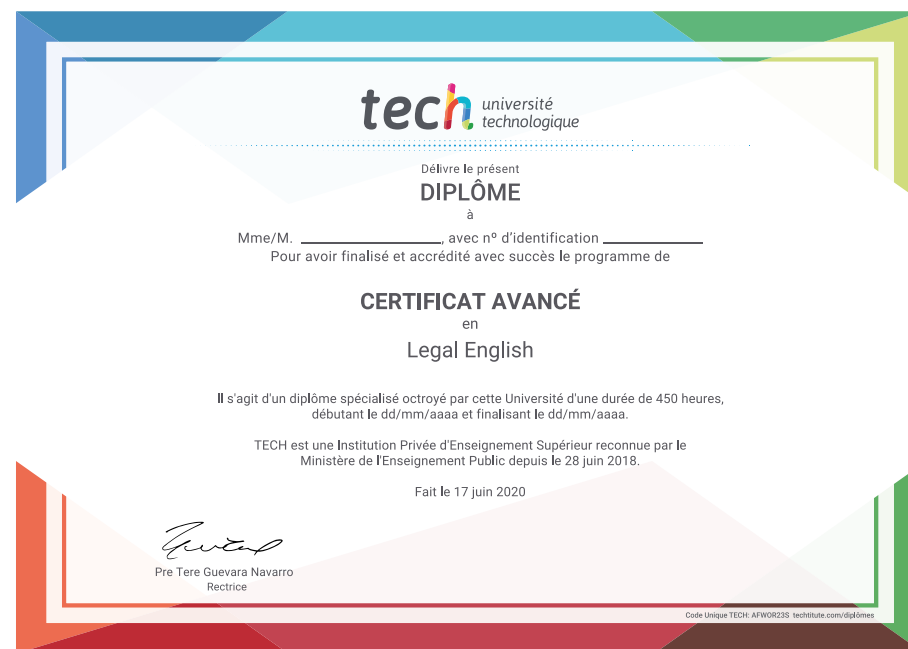 tech université
technologique
Délivre le présent
DIPLÔME
à
Mme/M. ____________________, avec nº d'identification ______________
Pour avoir finalisé et accrédité avec succès le programme de
CERTIFICAT AVANCÉ
en
Legal English
Il s'agit d'un diplôme spécialisé octroyé par cette Université d'une durée de 450 heures,
débutant le dd/mm/aaaa et finalisant le dd/mm/aaaa.
TECH est une Institution Privée d'Enseignement Supérieur reconnue par le
Ministère de l'Enseignement Public depuis le 28 juin 2018.
Fait le 17 juin 2020
Pre Tere Guevara Navarro
Rectrice
Code Unique TECH: AFWOR23S techtitute.com/diplômes